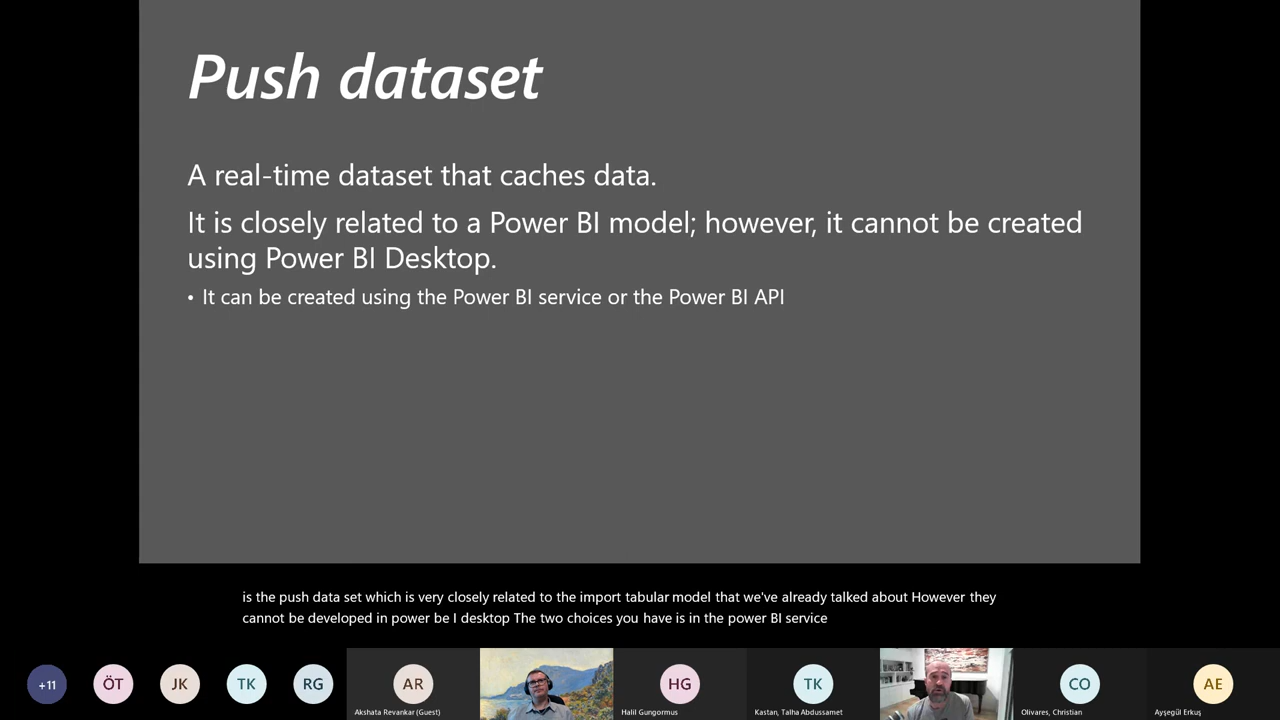 Push dataset
A real-time dataset that caches data.
It is closely related to a Power BI model; however, it cannot be created
using Power BI Desktop.
• It can be created using the Power BI service or the Power BI API
is the push data set which is very closely related to the import tabular model that we've already talked about However they
cannot be developed in power be I desktop The two choices you have is in the power BI service
+11
ÖT
JK
TK
RG
AR
HG
TK
CO
AE
Akshata Revankar (Guest)
Halil Gungormus
Kastan, Talha Abdussamet
Olivares, Christian
Ayşegül Erkuş